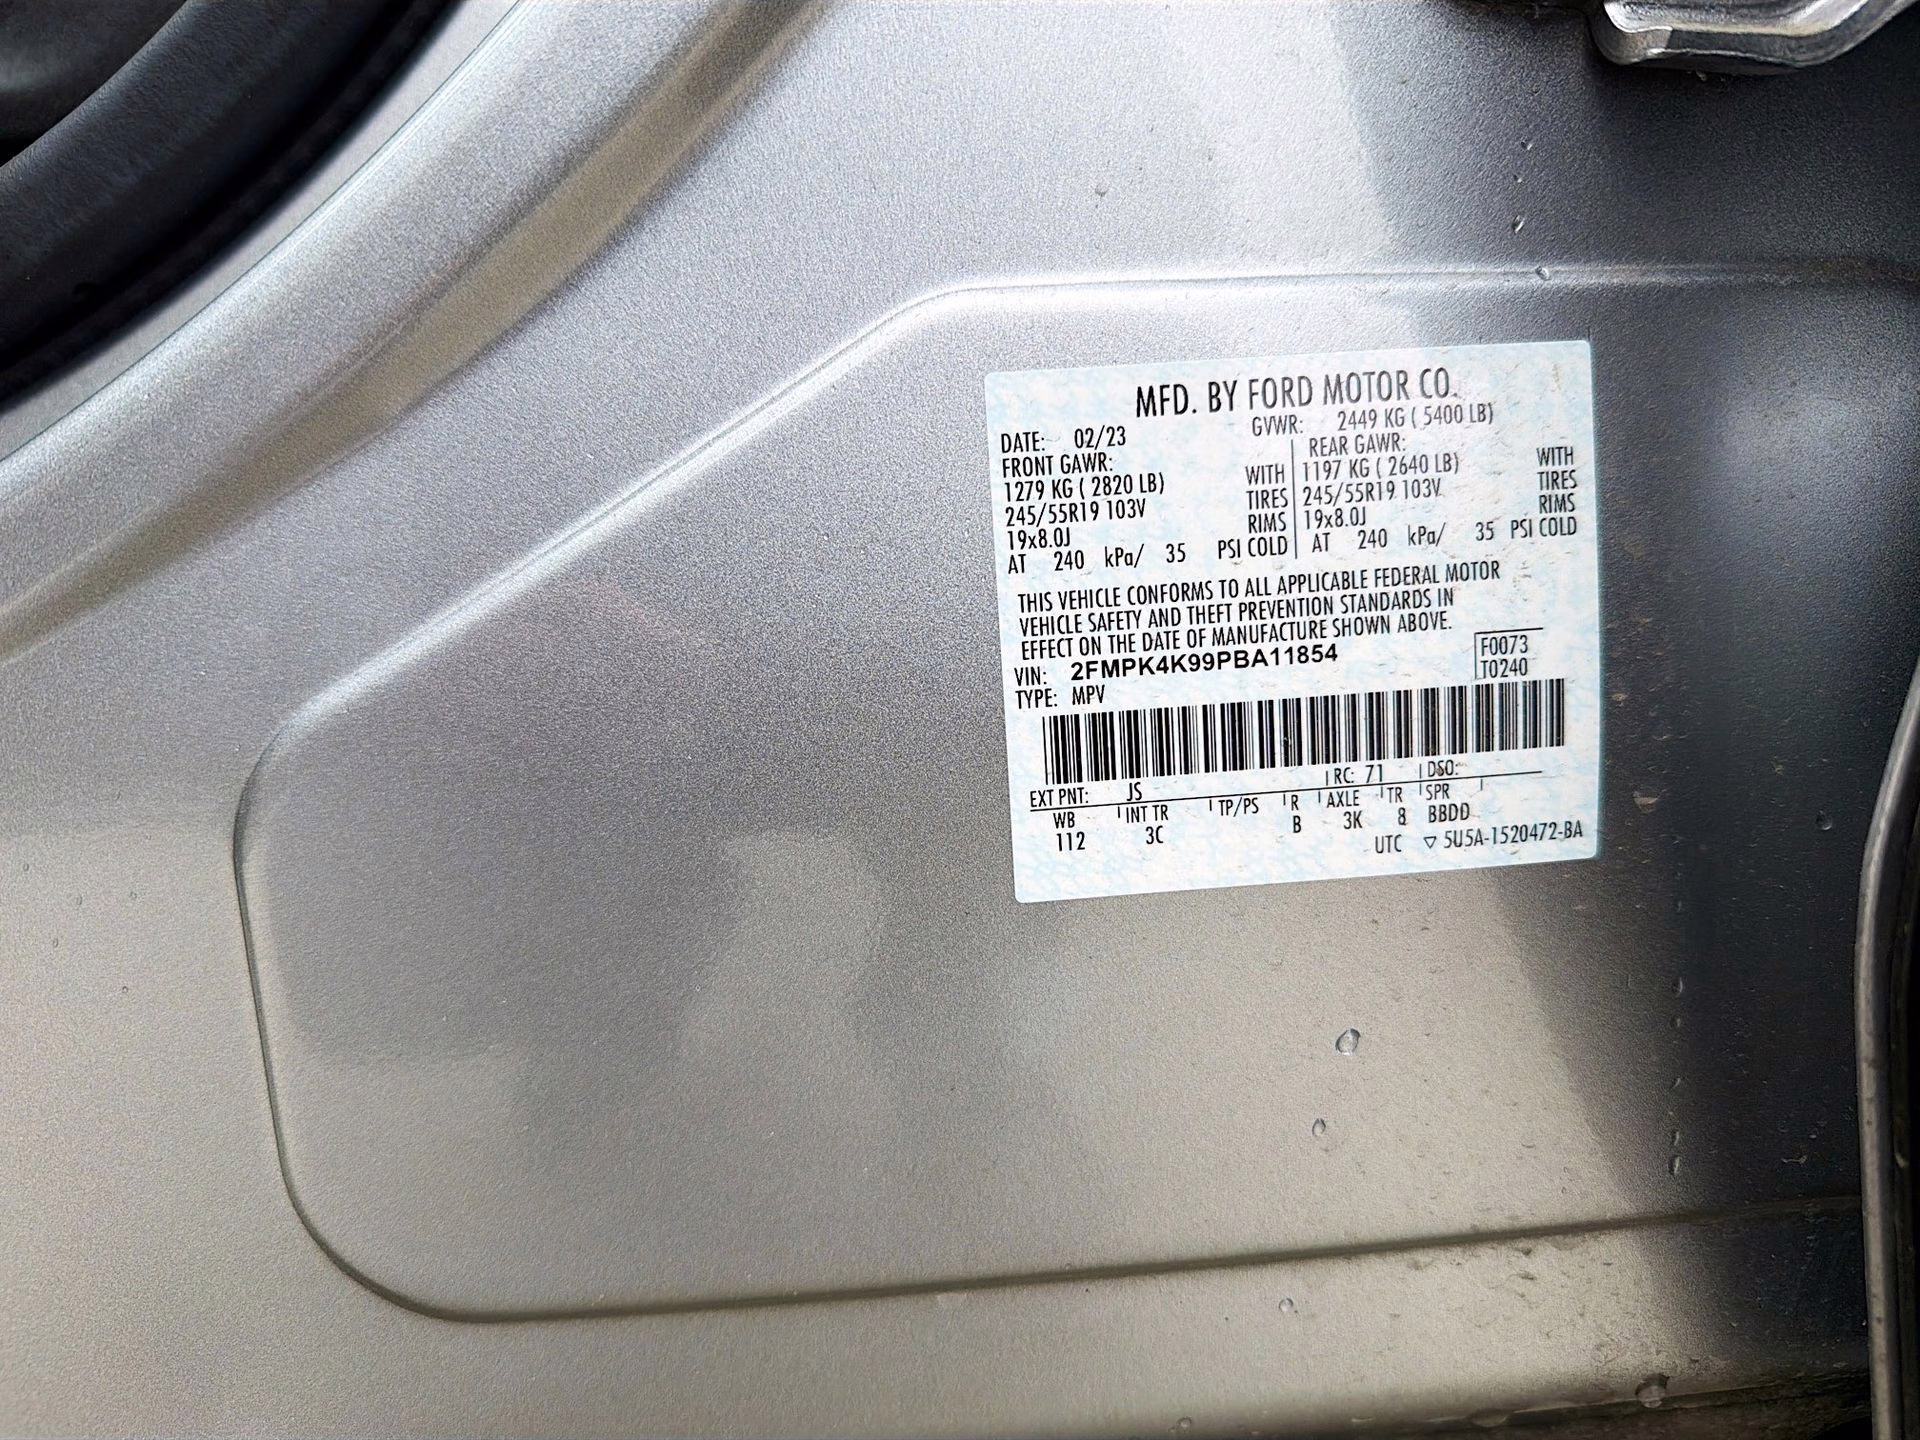 MFD. BY FORD MOTOR CO.
DATE: 02/23 GVWR: 2449 KG ( 5400 LB)
FRONT GAWR: REAR GAWR:
1279 KG ( 2820 LB) WITH 1197 KG ( 2640 LB) WITH
245/55R19 103V TIRES 245/55R19 103V TIRES
19x8.0J RIMS 19x8.0J RIMS
AT 240 kPa/ 35 PSI COLD AT 240 kPa/ 35 PSI COLD
THIS VEHICLE CONFORMS TO ALL APPLICABLE FEDERAL MOTOR
VEHICLE SAFETY AND THEFT PREVENTION STANDARDS IN
EFFECT ON THE DATE OF MANUFACTURE SHOWN ABOVE.
VIN: 2FMPK4K99PBA11854 F0073
TYPE: MPV T0240
EXT PNT: JS RC: 71 DSO:
WB INT TR TP/PS R AXLE TR SPR
112 3C B 3K 8 BBDD
UTC ▽ 5U5A-1520472-BA